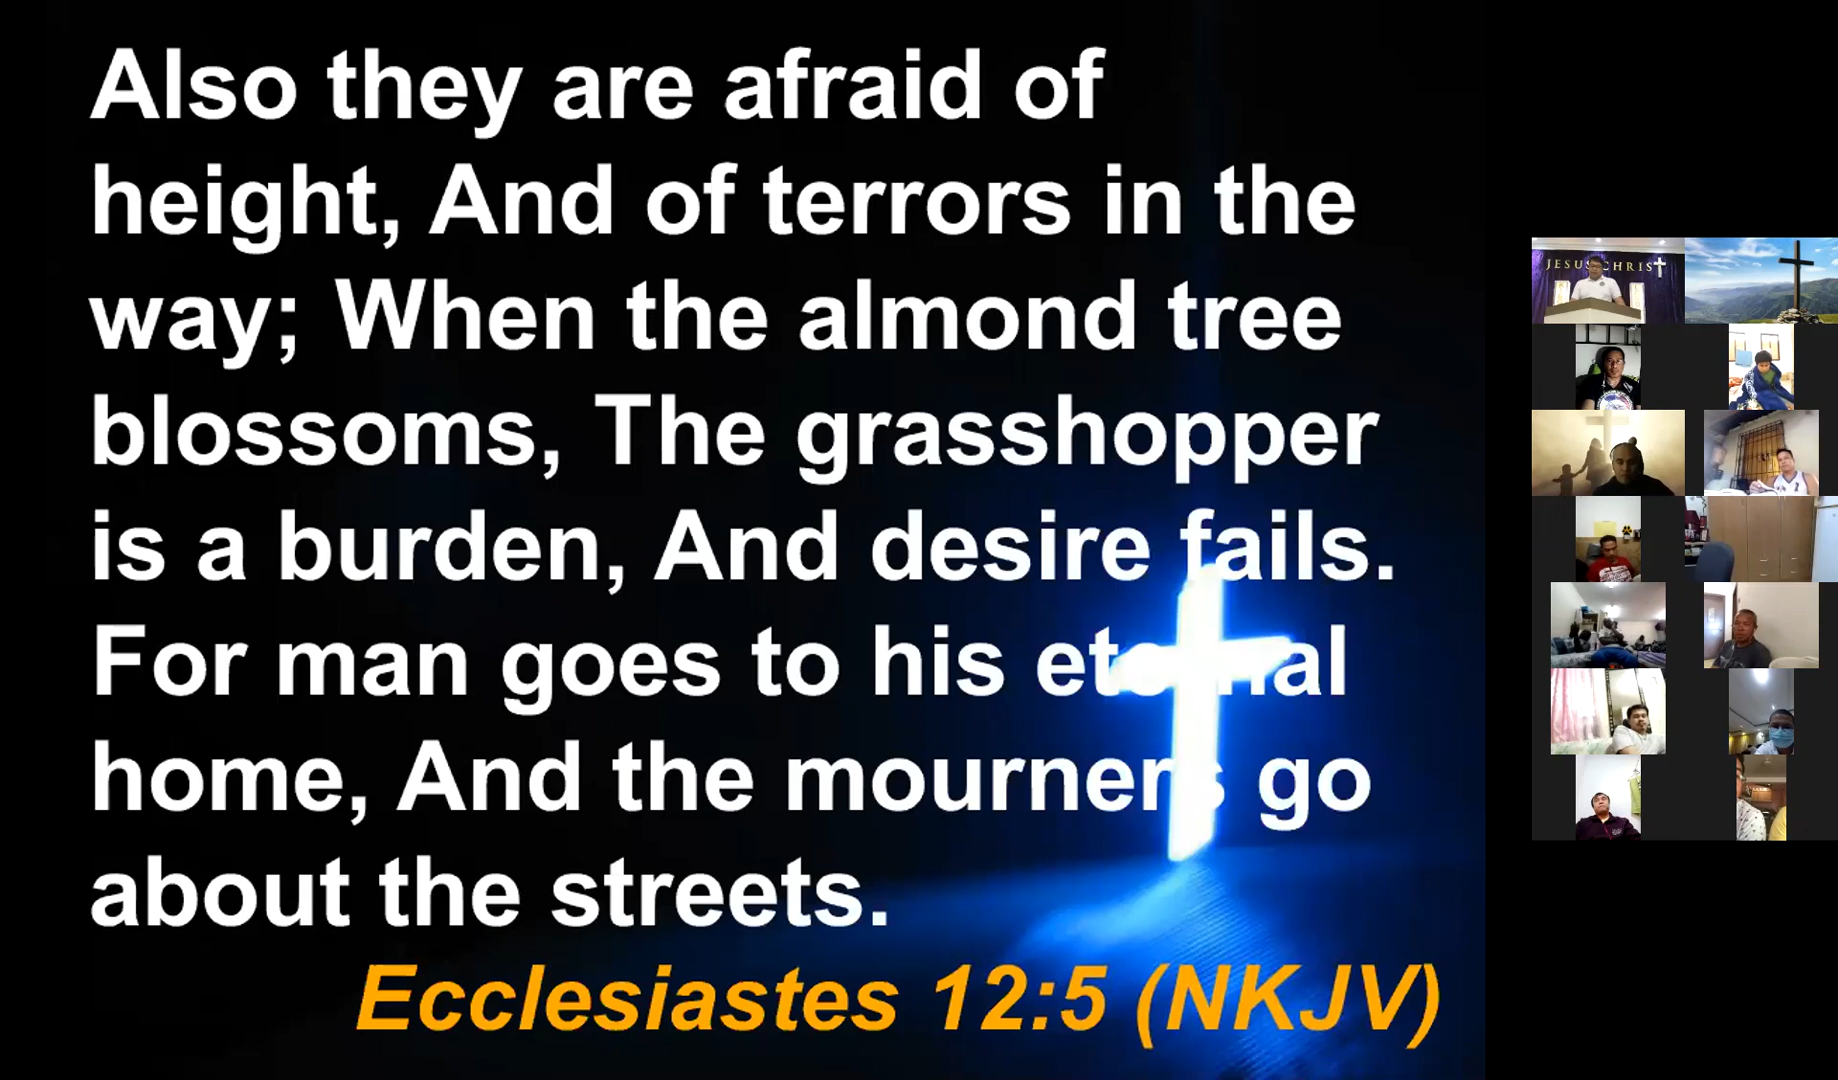 Also they are afraid of
height, And of terrors in the
way; When the almond tree
blossoms, The grasshopper
is a burden, And desire fails.
For man goes to his eternal
home, And the mourners go
about the streets.
Ecclesiastes 12:5 (NKJV)
JESUS CHRIST